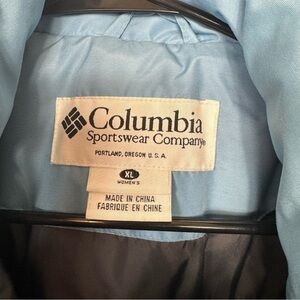 Columbia
Sportswear Company®
PORTLAND, OREGON U.S.A.
XL
WOMEN'S
MADE IN CHINA
FABRIQUE EN CHINE